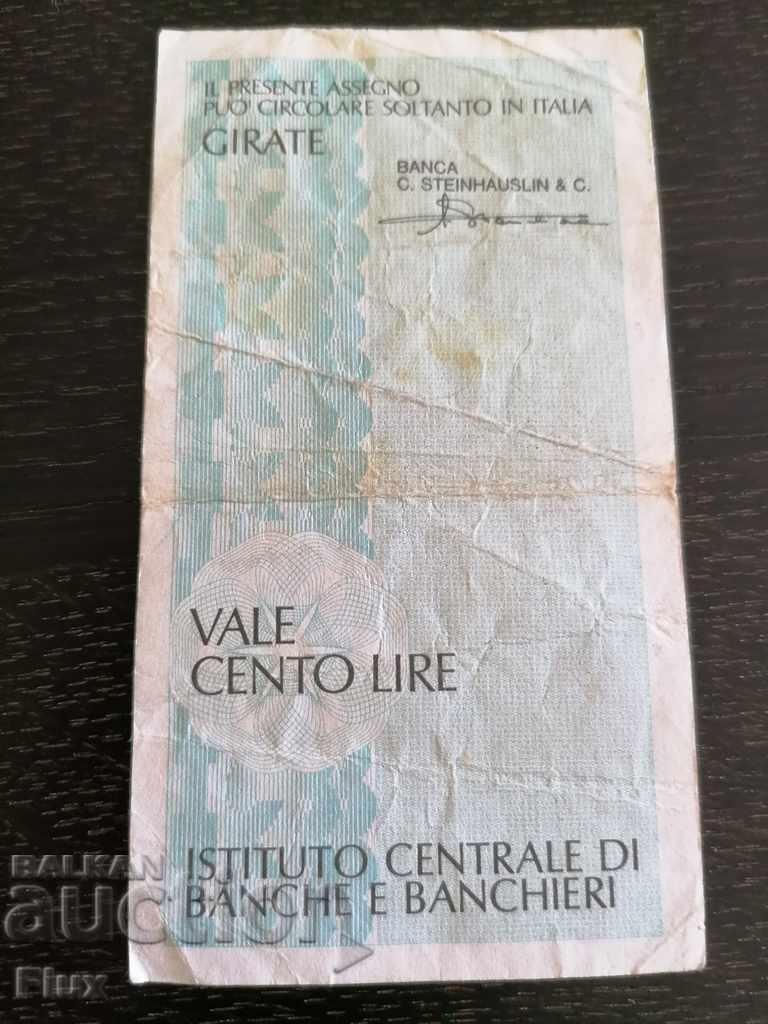 IL PRESENTE ASSEGNO
PUO' CIRCOLARE SOLTANTO IN ITALIA
GIRATE
BANCA
C. STEINHAUSLIN & C.
VALE
CENTO LIRE
ISTITUTO CENTRALE DI
BANCHE E BANCHIERI
BALKAN
auction
Flux